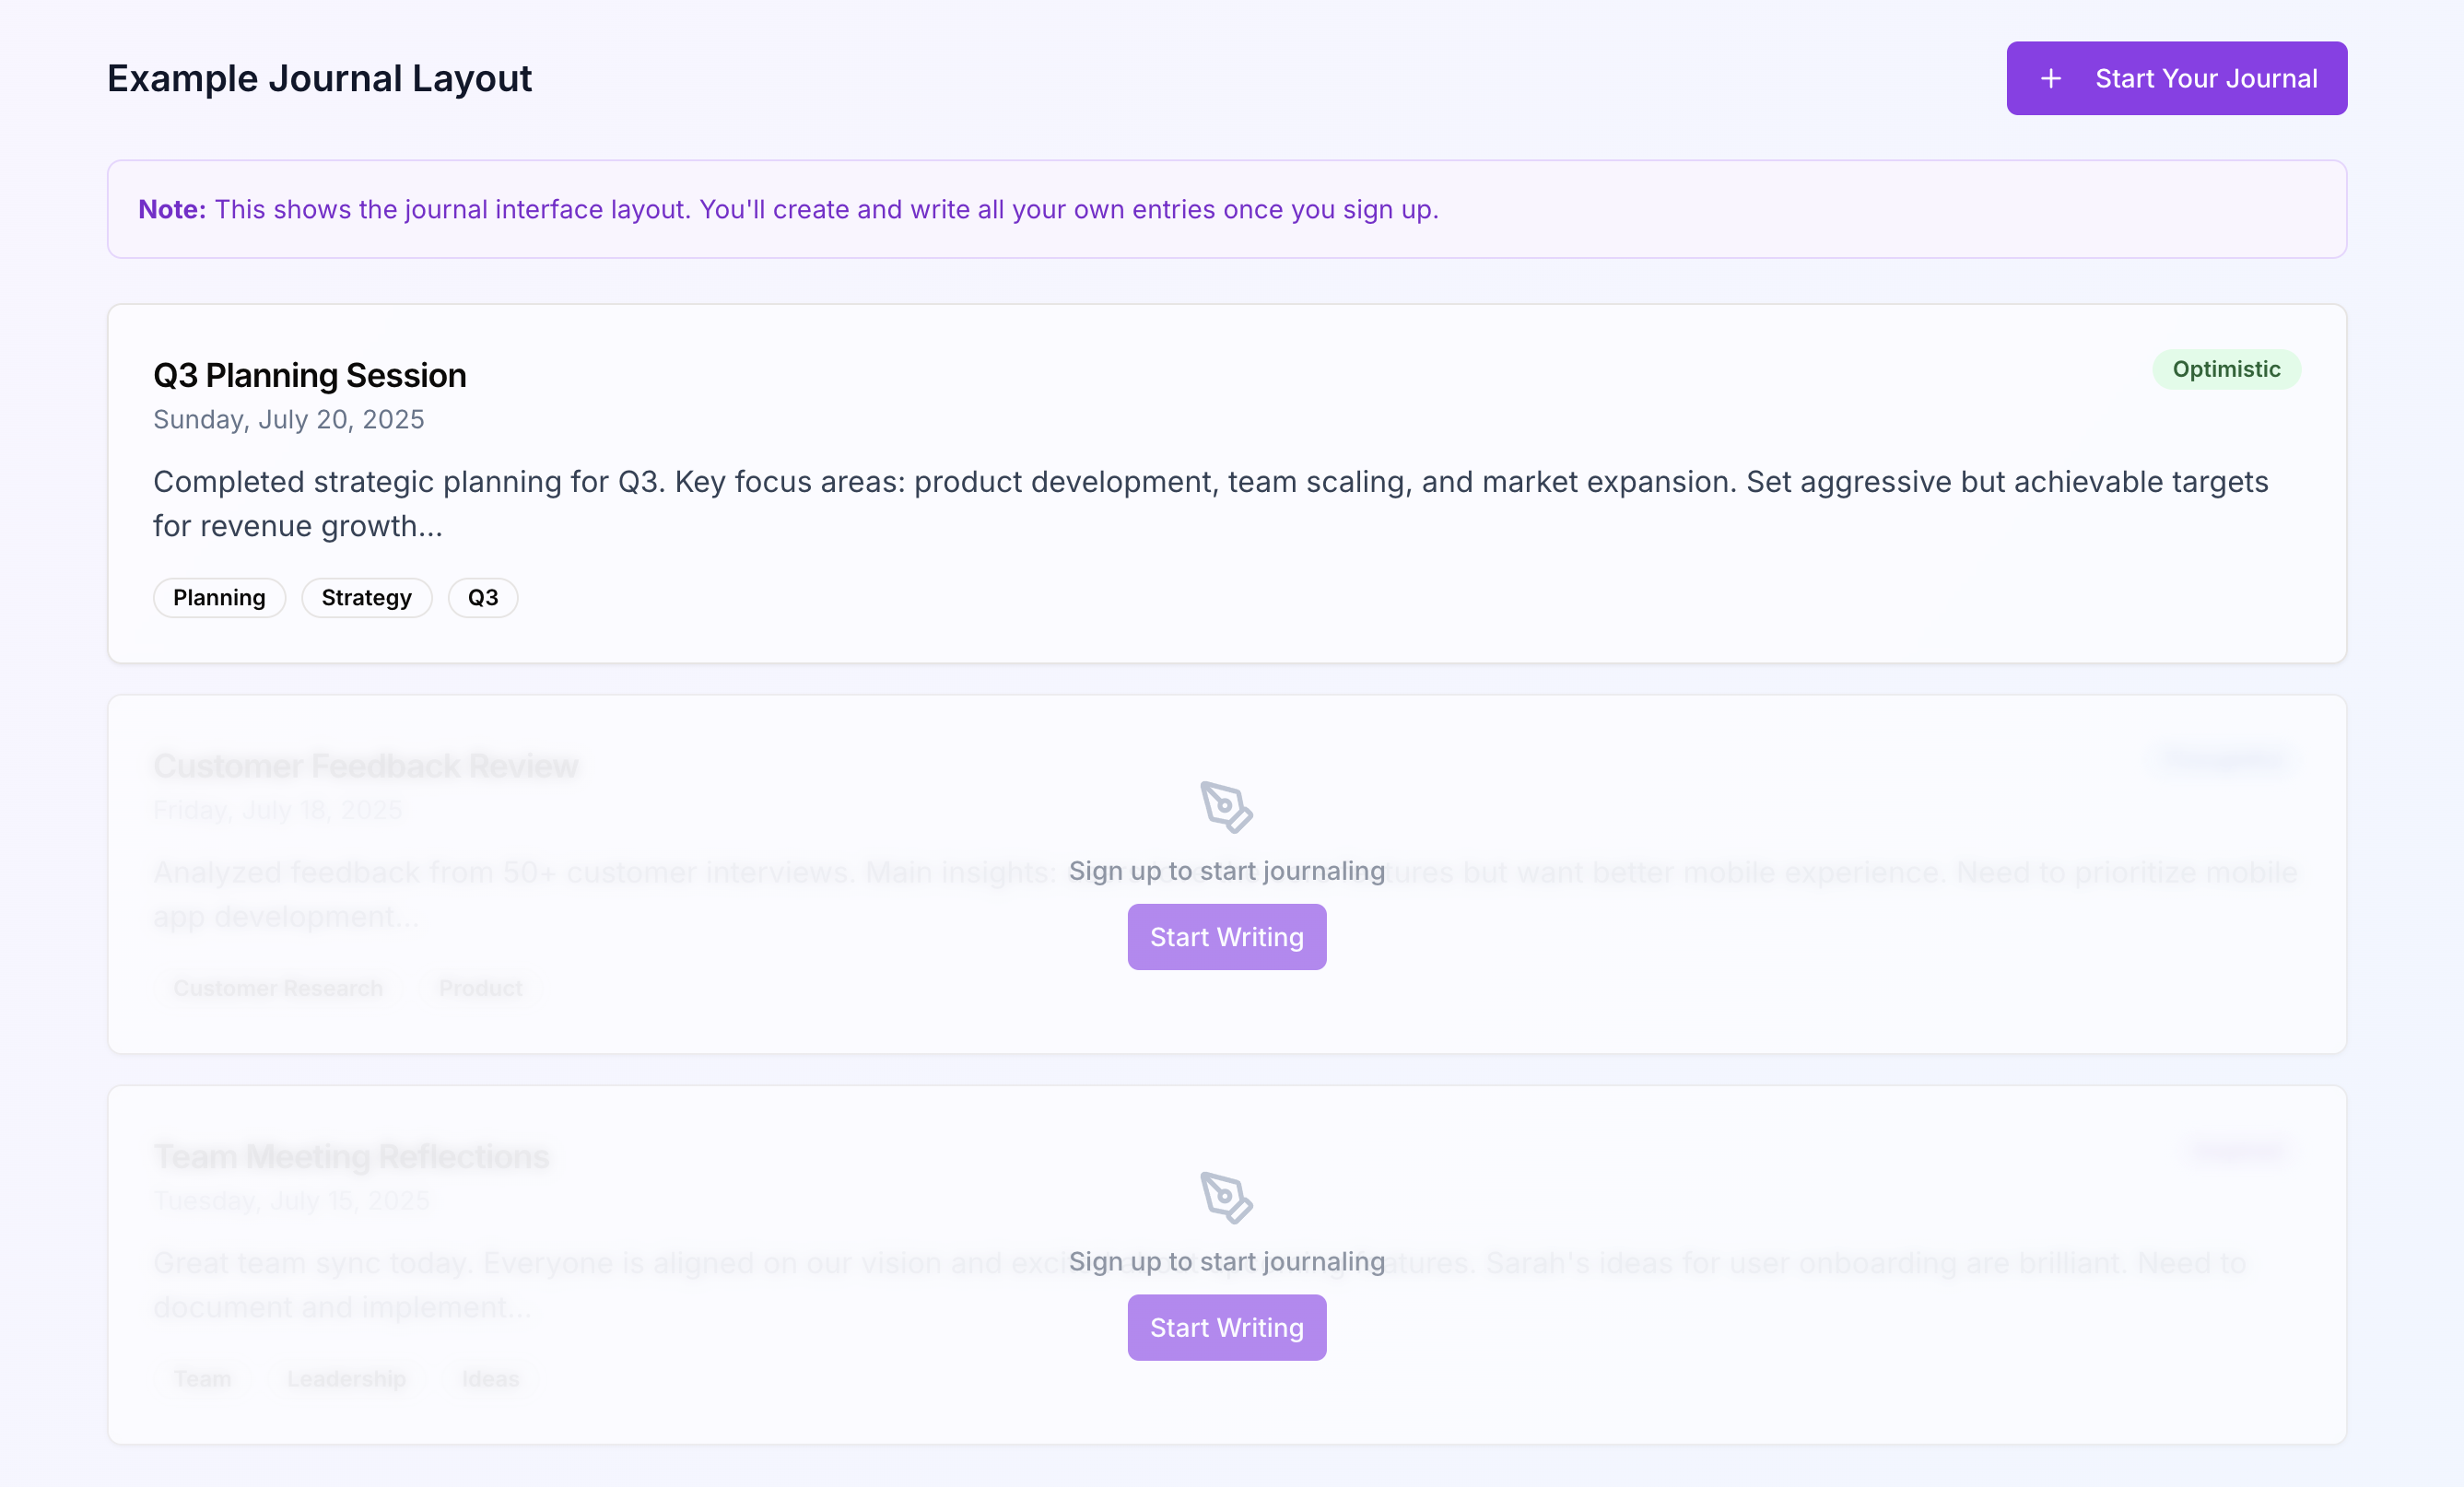 Example Journal Layout
+ Start Your Journal
Note: This shows the journal interface layout. You'll create and write all your own entries once you sign up.
Q3 Planning Session
Optimistic
Sunday, July 20, 2025
Completed strategic planning for Q3. Key focus areas: product development, team scaling, and market expansion. Set aggressive but achievable targets
for revenue growth...
Planning
Strategy
Q3
Customer Feedback Review
Friday, July 18, 2025
Analyzed feedback from 50+ customer interviews. Main insights: but want better mobile experience. Need to prioritize mobile
app development...
Sign up to start journaling
Start Writing
Customer Research
Product
Team Meeting Reflections
Tuesday, July 15, 2025
Great team sync today. Everyone is aligned on our vision and Sarah's ideas for user onboarding are brilliant. Need to
document and implement...
Sign up to start journaling
Start Writing
Team
Leadership
Ideas